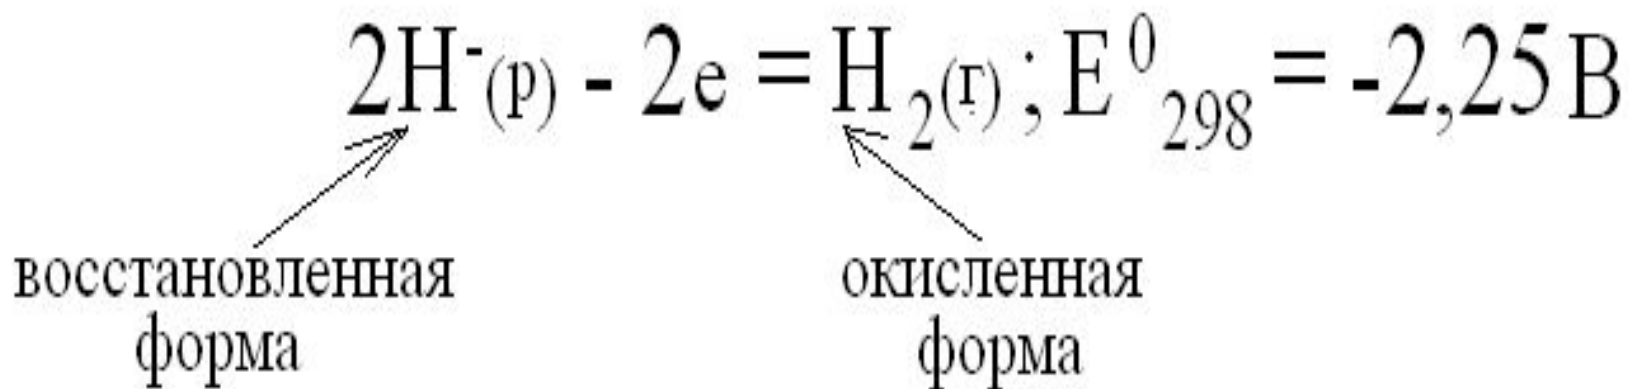 2H⁻(р) - 2e = H₂(г) ; E⁰₂₉₈ = -2,25 В
восстановленная окисленная
форма форма